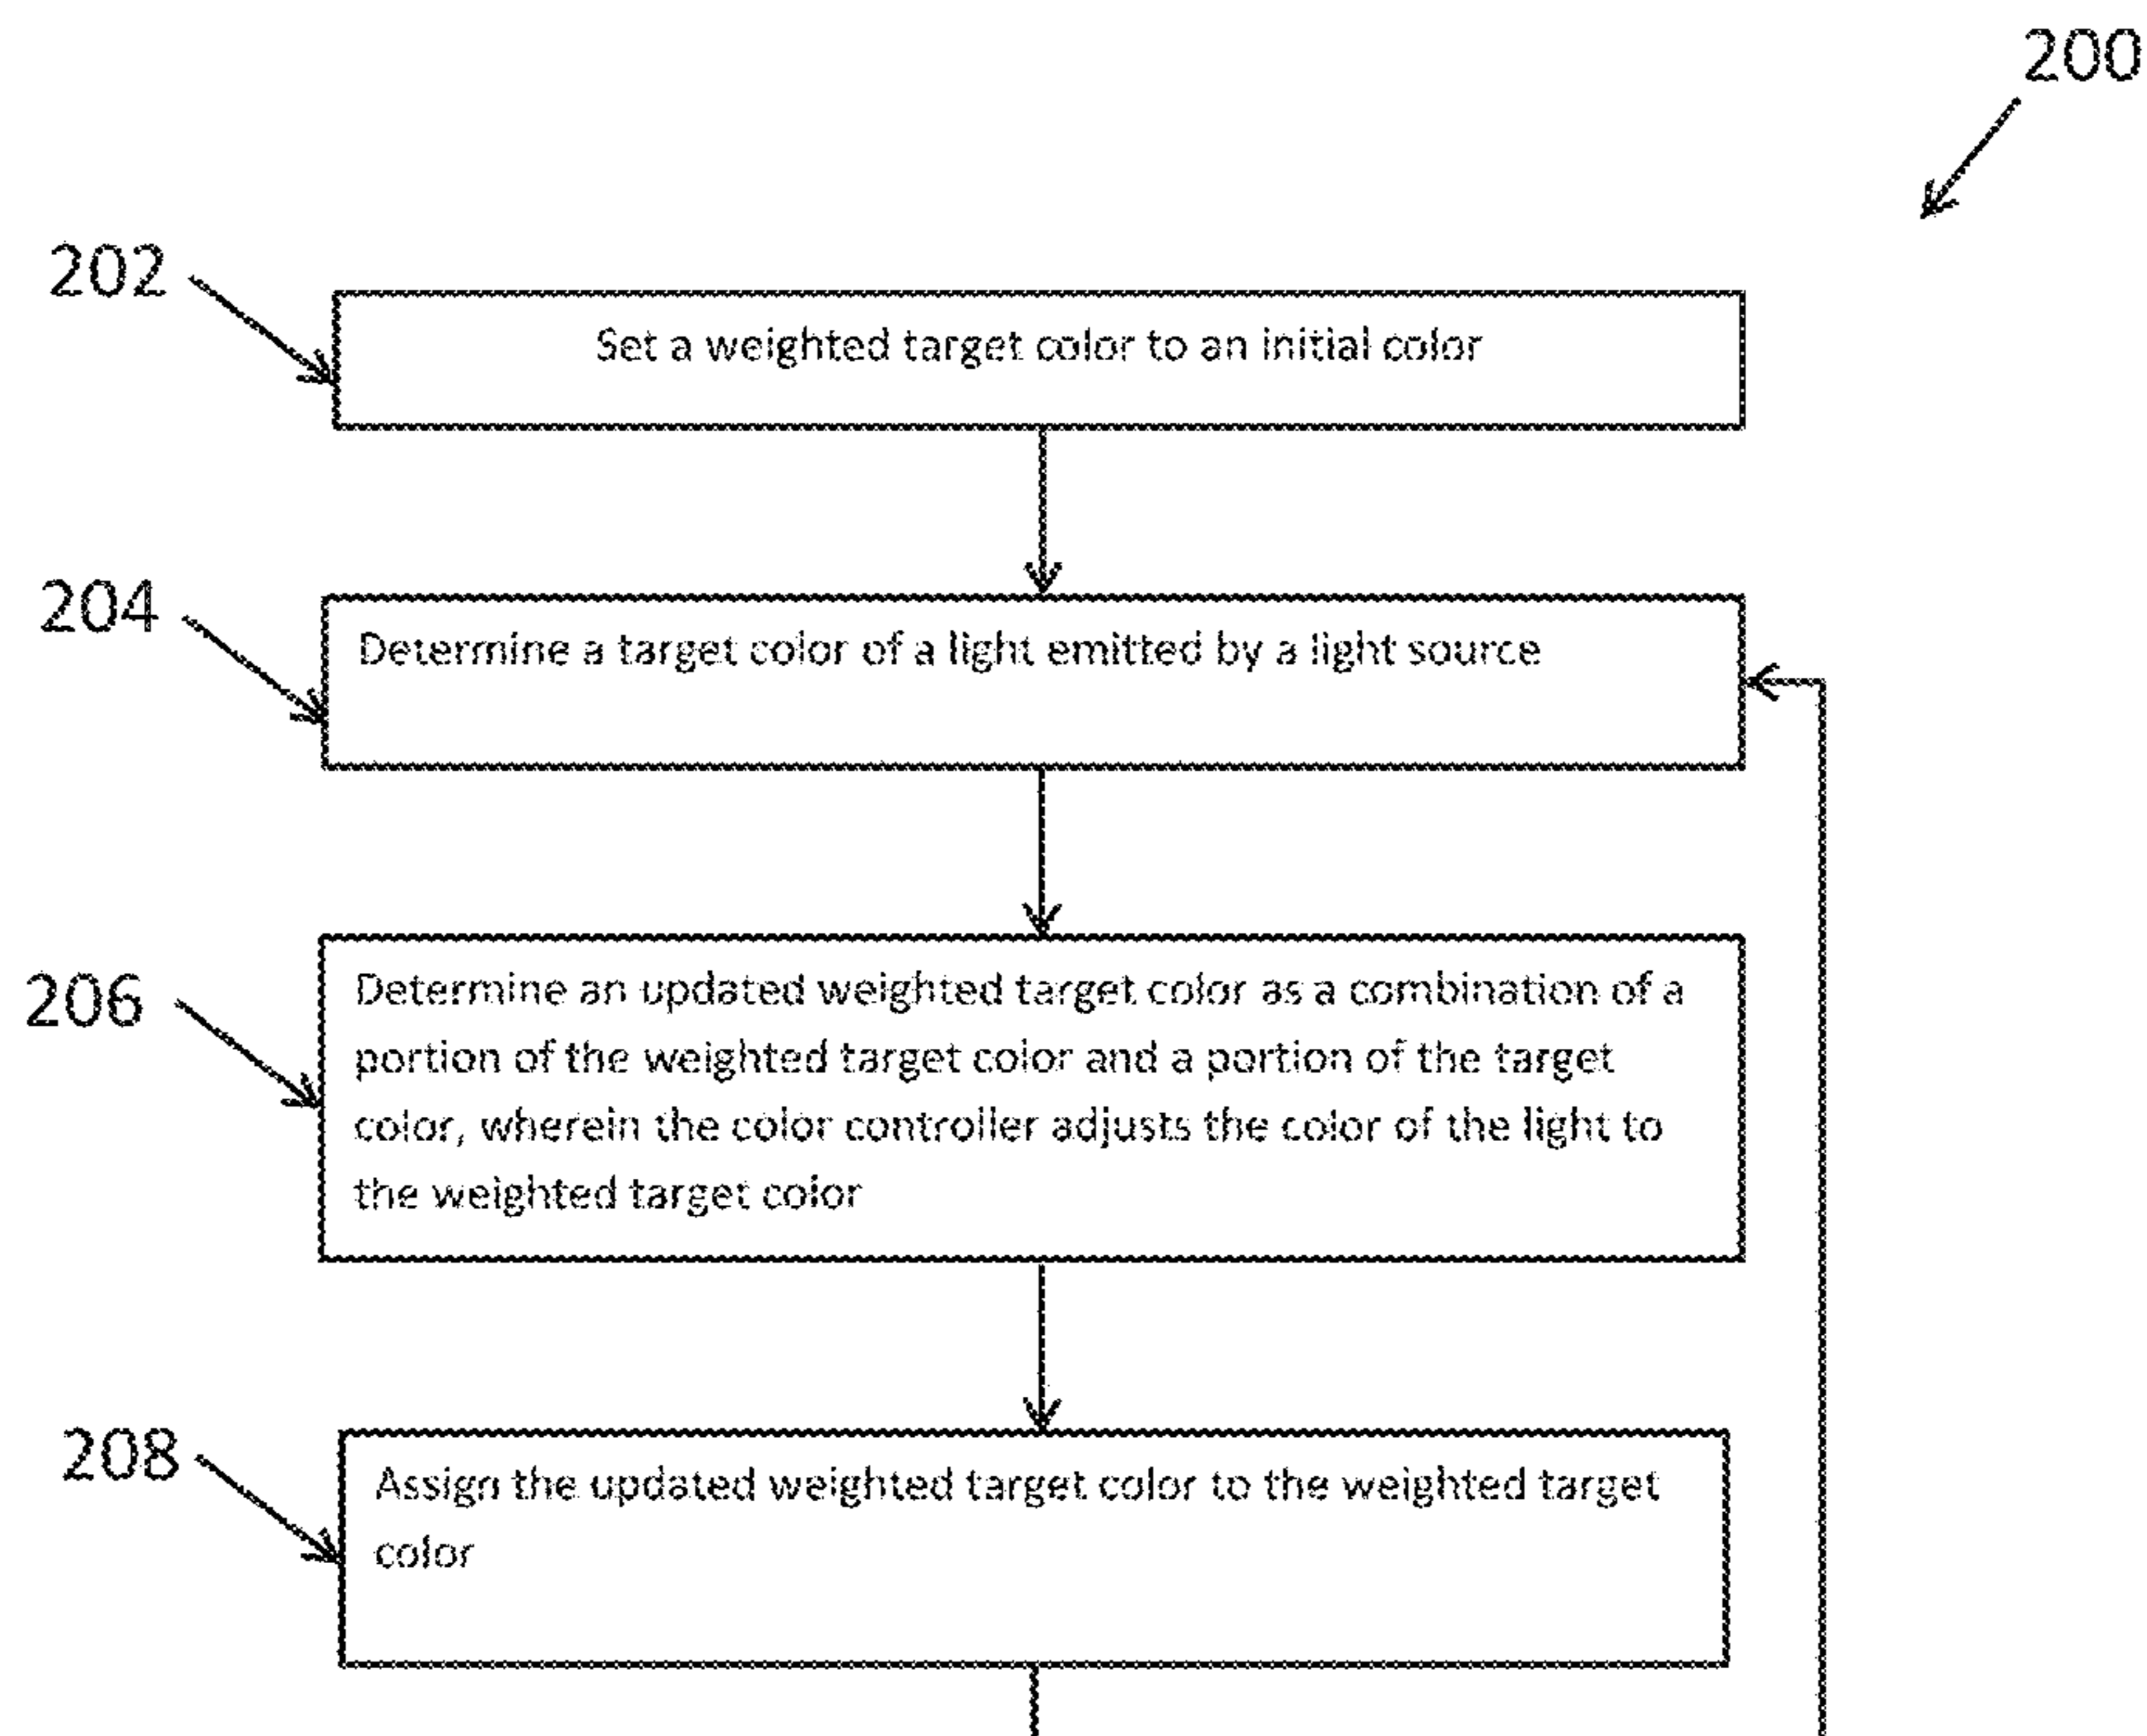 200
202
Set a weighted target color to an initial color
204
Determine a target color of a light emitted by a light source
206
Determine an updated weighted target color as a combination of a
portion of the weighted target color and a portion of the target
color, wherein the color controller adjusts the color of the light to
the weighted target color
208
Assign the updated weighted target color to the weighted target
color